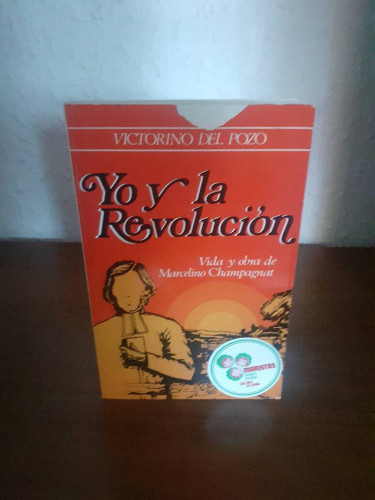 VICTORINO DEL POZO
Yo y la
Revolución
Vida y obra de
Marcelino Champagnat
MARISTAS